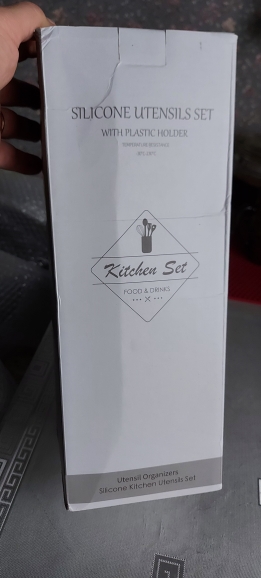 SILICONE UTENSILS SET
WITH PLASTIC HOLDER
Kitchen Set
FOOD & DRINKS
Utensil Organizers
Silicone Kitchen Utensils Set